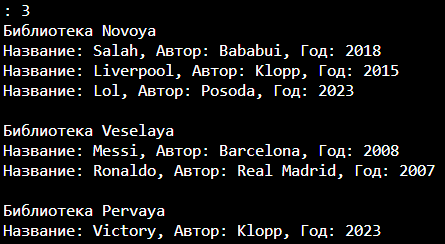 : 3
Библиотека Novoya
Название: Salah, Автор: Bababui, Год: 2018
Название: Liverpool, Автор: Klopp, Год: 2015
Название: Lol, Автор: Posoda, Год: 2023
Библиотека Veselaya
Название: Messi, Автор: Barcelona, Год: 2008
Название: Ronaldo, Автор: Real Madrid, Год: 2007
Библиотека Pervaya
Название: Victory, Автор: Klopp, Год: 2023